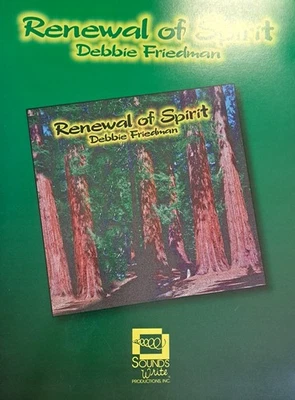 Renewal of Spirit
Debbie Friedman
Renewal of Spirit
Debbie Friedman
SOUNDS
Write
PRODUCTIONS, INC.